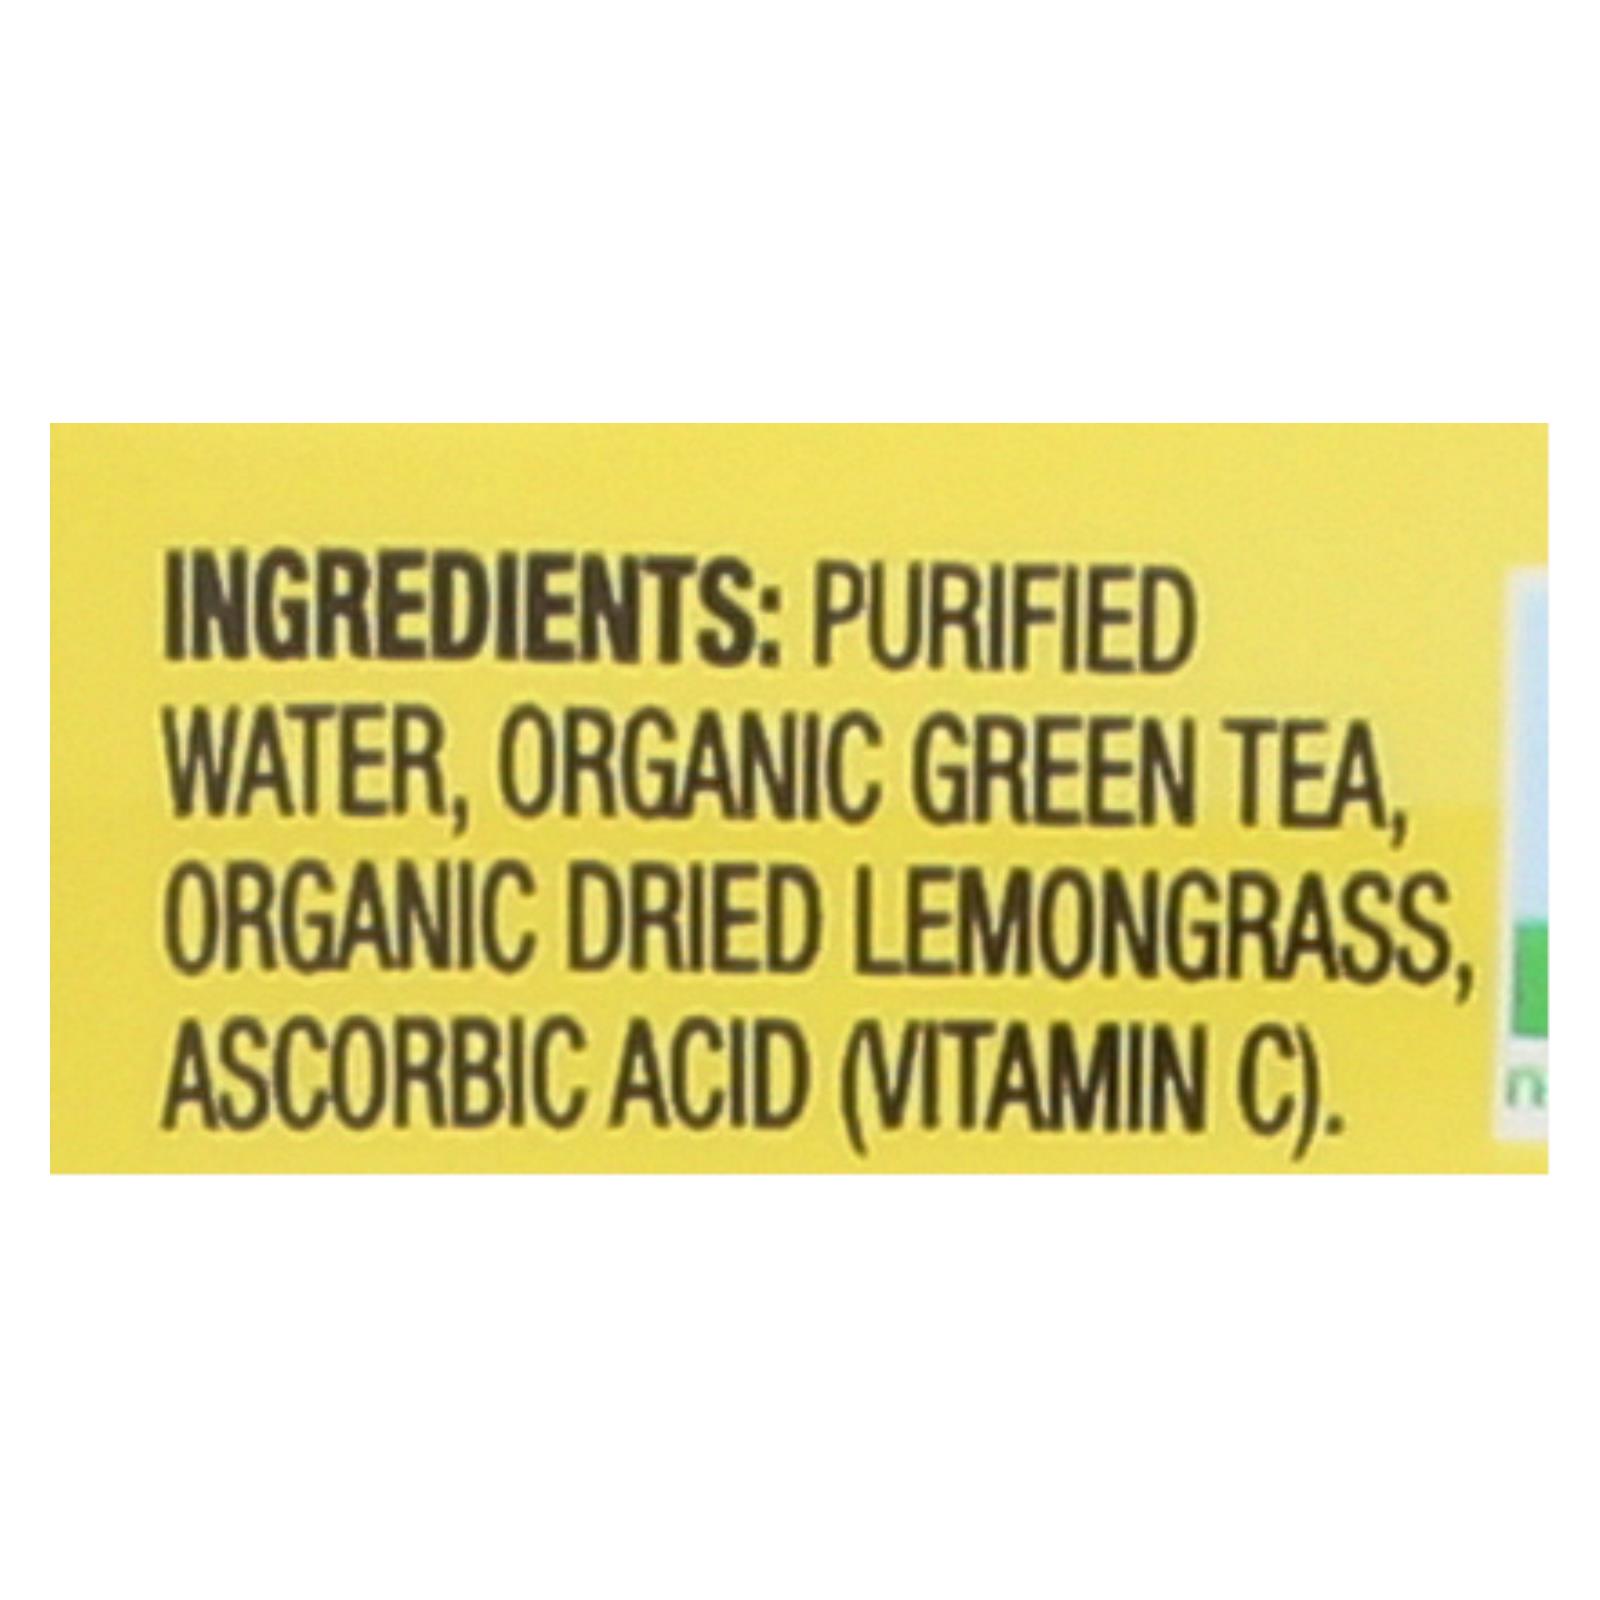 INGREDIENTS: PURIFIED
WATER, ORGANIC GREEN TEA,
ORGANIC DRIED LEMONGRASS,
ASCORBIC ACID (VITAMIN C).